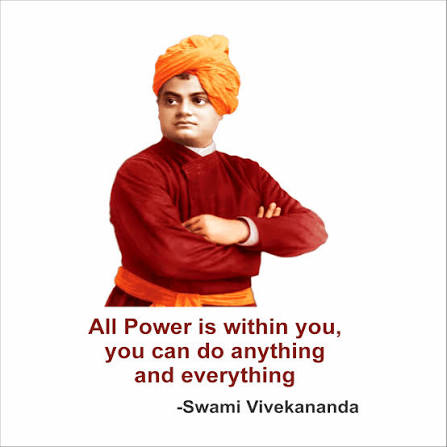 All Power is within you,
you can do anything
and everything
-Swami Vivekananda